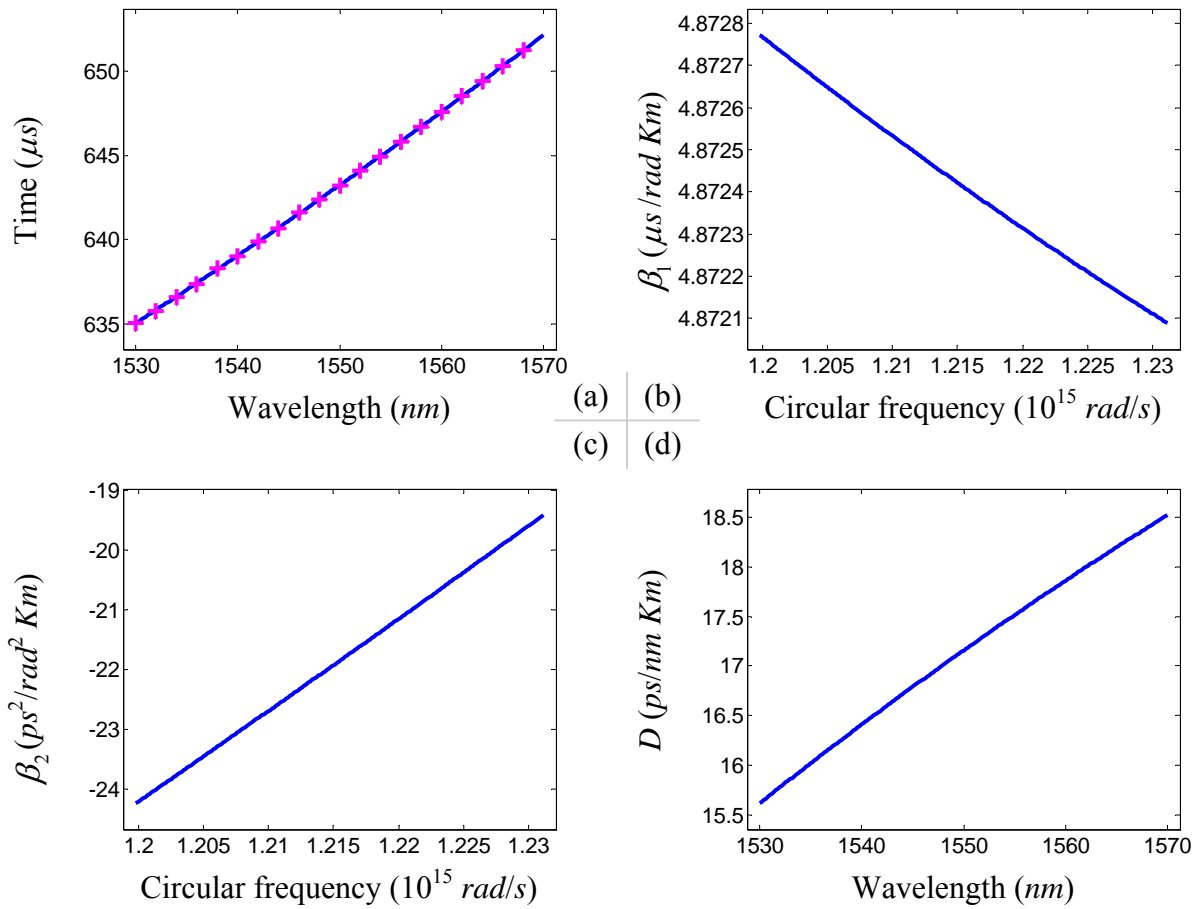 650
645
640
635
Time (μs)
1530 1540 1550 1560 1570
Wavelength (nm)
4.8728
4.8727
4.8726
4.8725
4.8724
4.8723
4.8722
4.8721
β₁ (μs/rad Km)
1.2 1.205 1.21 1.215 1.22 1.225 1.23
Circular frequency (10¹⁵ rad/s)
(a) (b)
(c) (d)
-19
-20
-21
-22
-23
-24
β₂ (ps²/rad² Km)
1.2 1.205 1.21 1.215 1.22 1.225 1.23
Circular frequency (10¹⁵ rad/s)
18.5
18
17.5
17
16.5
16
15.5
D (ps/nm Km)
1530 1540 1550 1560 1570
Wavelength (nm)